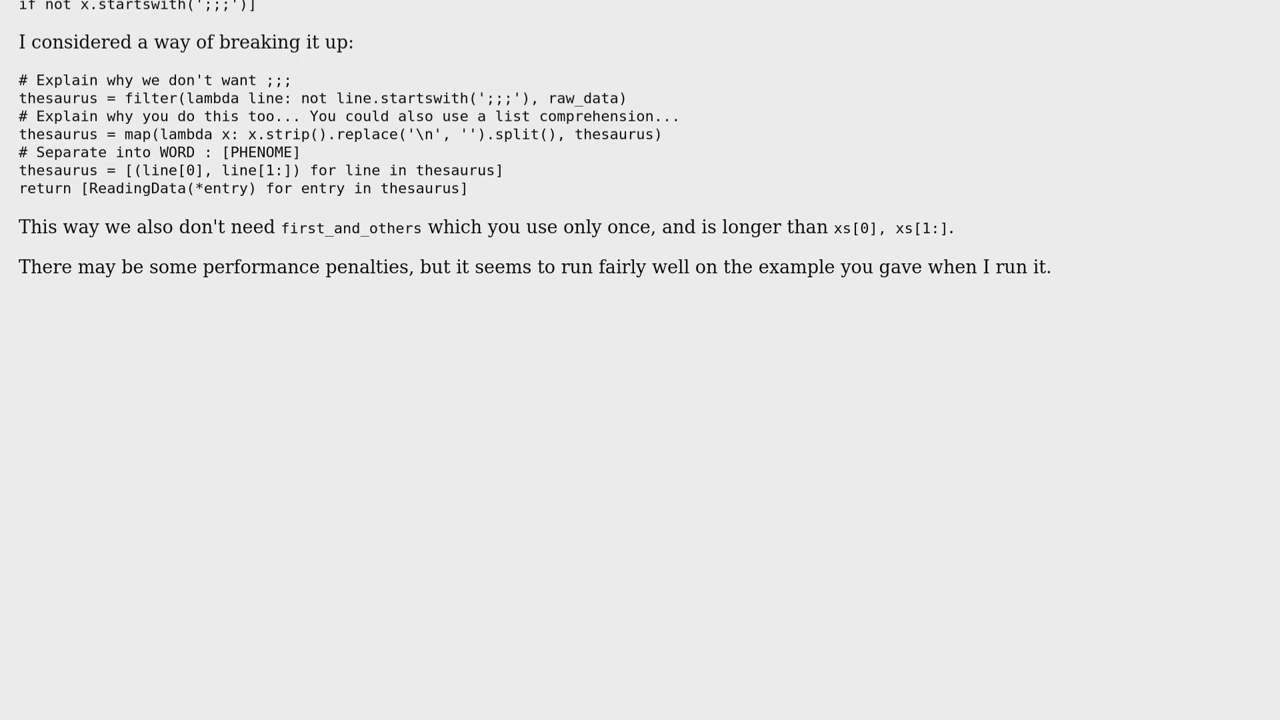 if not x.startswith(';;;')]
I considered a way of breaking it up:
# Explain why we don't want ;;;
thesaurus = filter(lambda line: not line.startswith(';;;'), raw_data)
# Explain why you do this too... You could also use a list comprehension...
thesaurus = map(lambda x: x.strip().replace('\n', '').split(), thesaurus)
# Separate into WORD : [PHENOME]
thesaurus = [(line[0], line[1:]) for line in thesaurus]
return [ReadingData(*entry) for entry in thesaurus]
This way we also don't need first_and_others which you use only once, and is longer than xs[0], xs[1:].
There may be some performance penalties, but it seems to run fairly well on the example you gave when I run it.